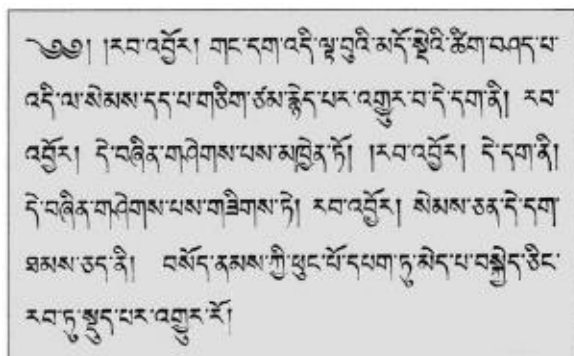 ༄༅། །རབ་འབྱོར། གང་དག་འདི་ལྟ་བུའི་མདོ་སྡེའི་ཚིག་བཤད་པ་
འདི་ལ་སེམས་དད་པ་གཅིག་ཙམ་རྙེད་པར་འགྱུར་བ་དེ་དག་ནི། རབ་
འབྱོར། དེ་བཞིན་གཤེགས་པས་མཁྱེན་ཏོ། །རབ་འབྱོར། དེ་དག་ནི།
དེ་བཞིན་གཤེགས་པས་གཟིགས་ཏེ། རབ་འབྱོར། སེམས་ཅན་དེ་དག་
ཐམས་ཅད་ནི། བསོད་ནམས་ཀྱི་ཕུང་པོ་དཔག་ཏུ་མེད་པ་བསྐྱེད་ཅིང་
རབ་ཏུ་སྡུད་པར་འགྱུར་རོ།